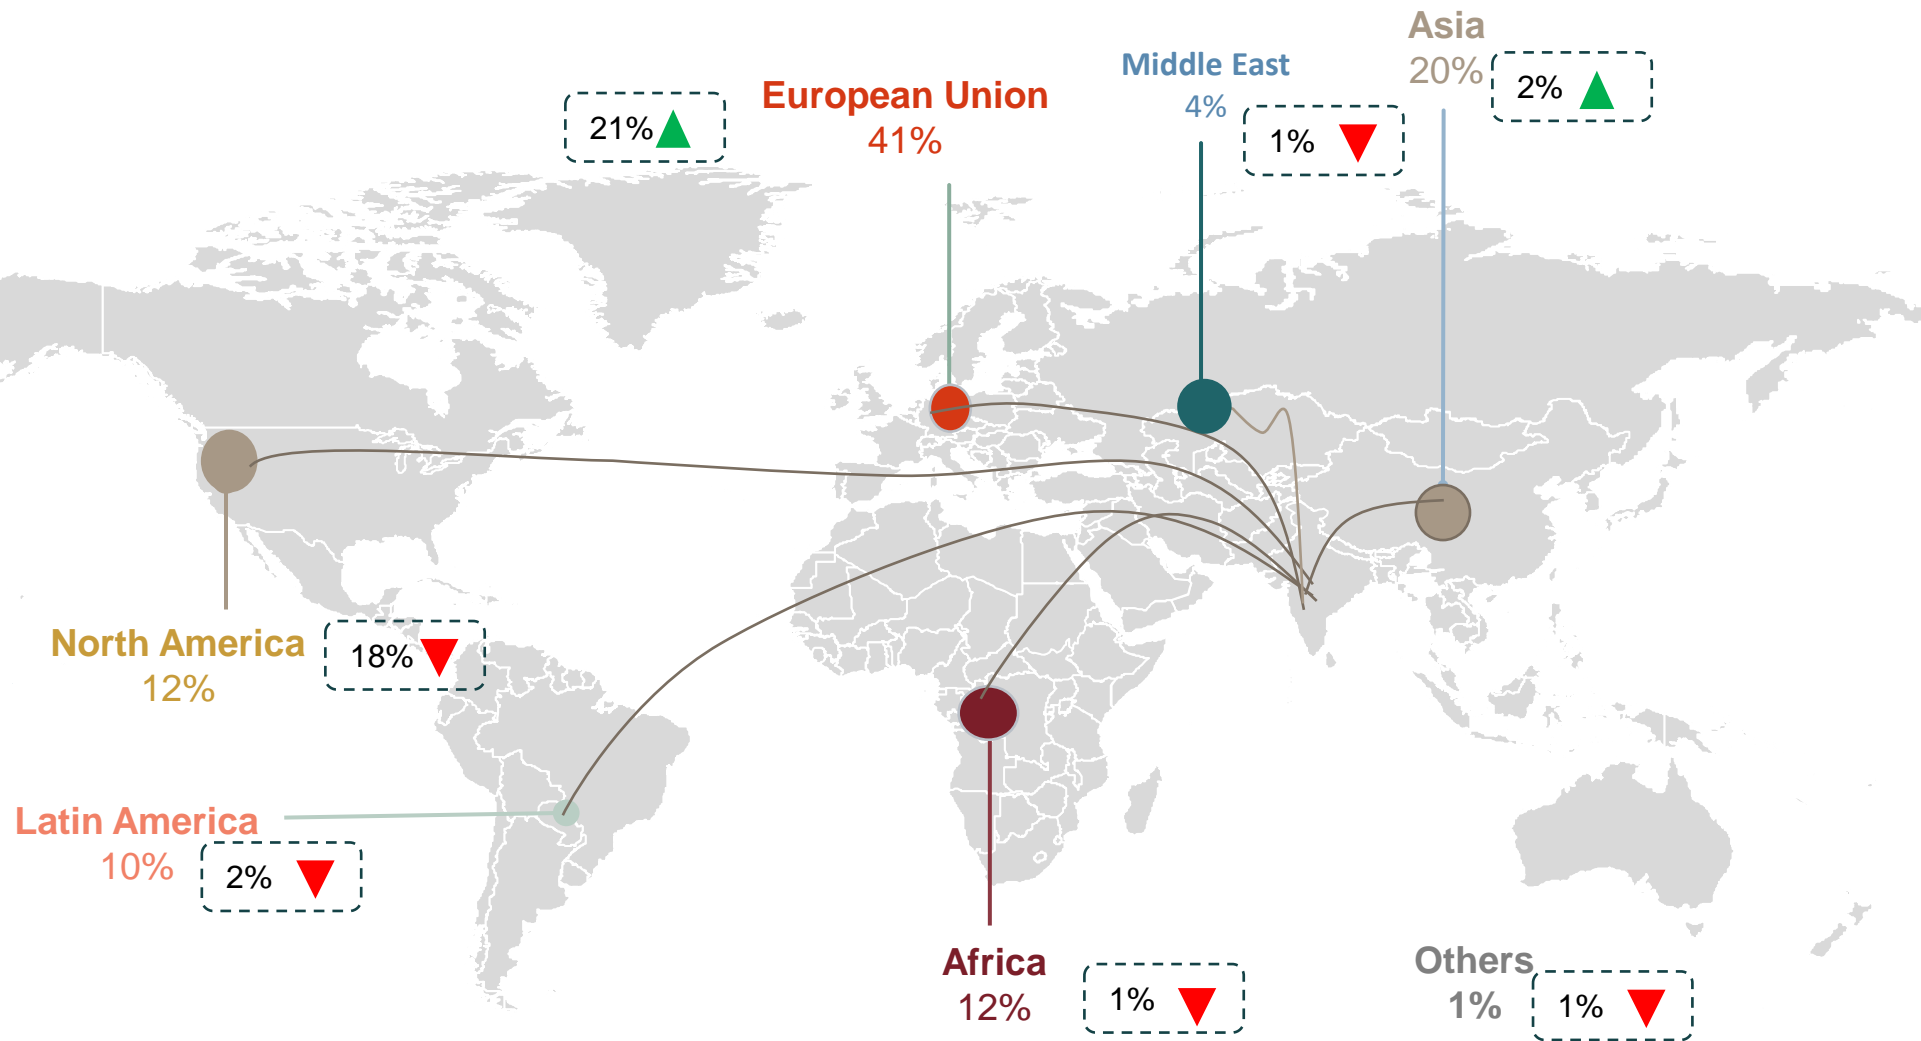 Asia
20%
2%
Middle East
4%
1%
European Union
41%
21%
North America
12%
18%
Latin America
10%
2%
Africa
12%
1%
Others
1%
1%